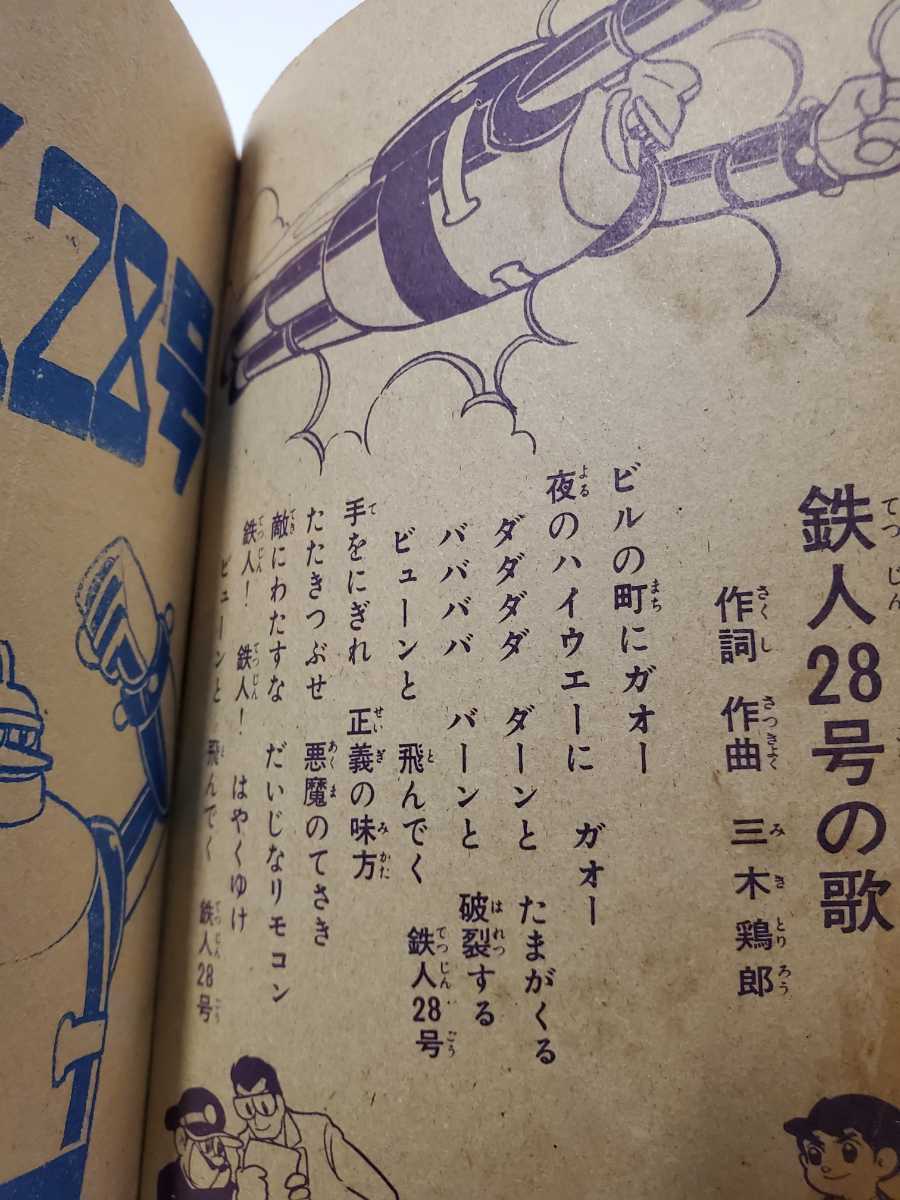 鉄人28号の歌
作詞 作曲 三木鶏郎
ビルの町にガオー
夜のハイウエーに ガオー
ダダダダ ダーンと たまがくる
ババババ バーンと 破裂する
ビューンと 飛んでく 鉄人28号
手をにぎれ 正義の味方
たたきつぶせ 悪魔のてさき
敵にわたすな だいじなリモコン
鉄人! 鉄人! はやくゆけ
ビューンと 飛んでく 鉄人28号
28号